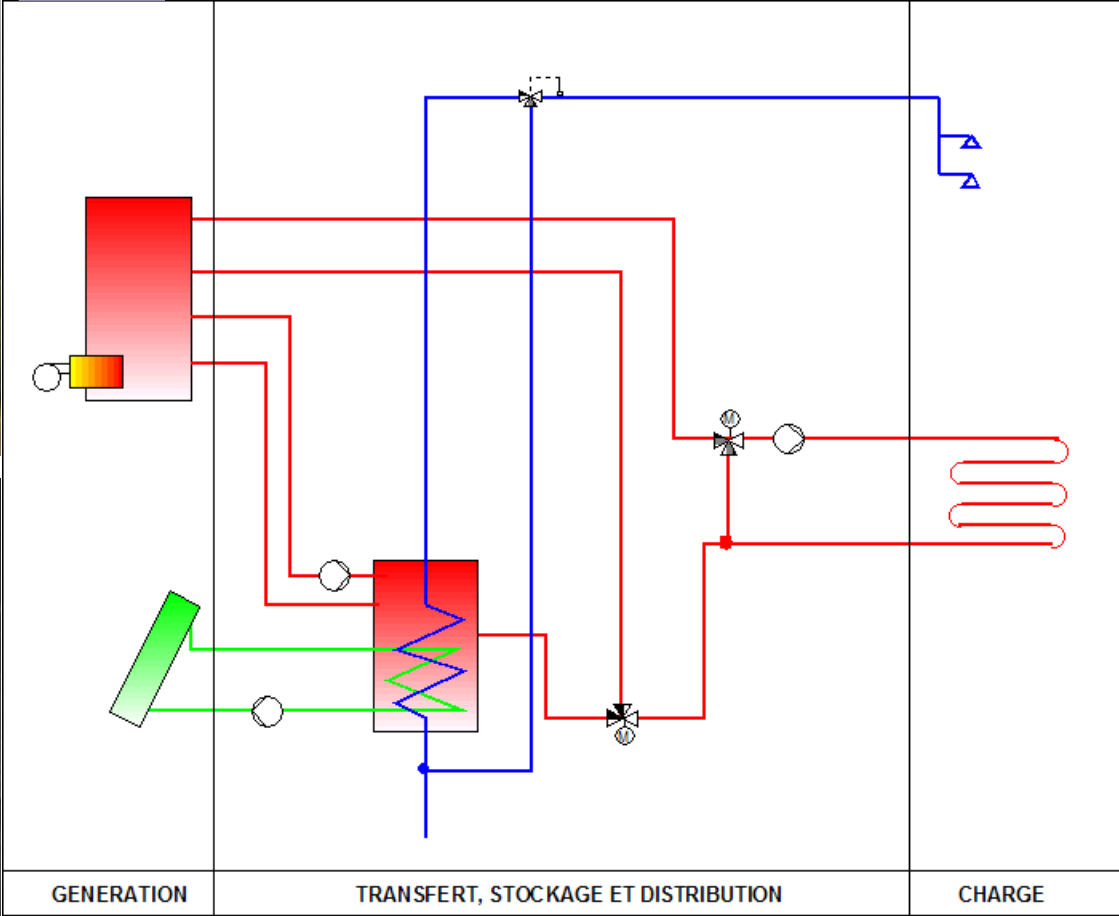 M
M
GENERATION
TRANSFERT, STOCKAGE ET DISTRIBUTION
CHARGE